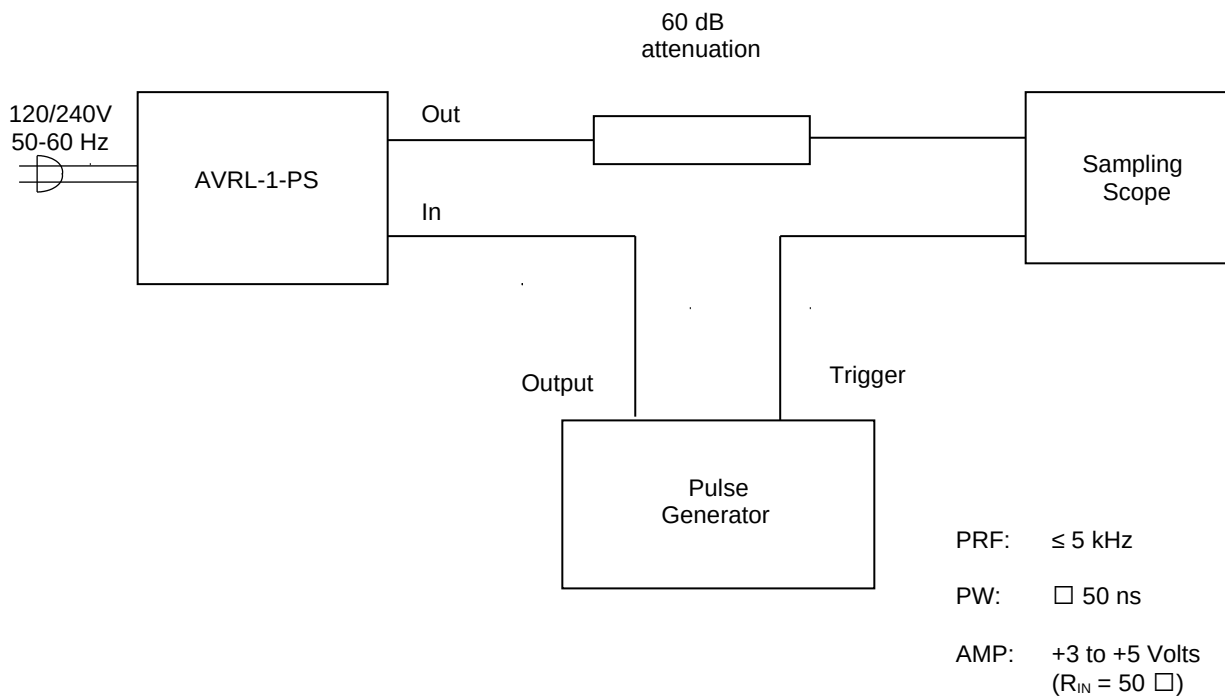 60 dB
attenuation
120/240V
50-60 Hz
Out
AVRL-1-PS
Sampling
Scope
In
Output
Trigger
Pulse
Generator
PRF: ≤ 5 kHz
PW: □ 50 ns
AMP: +3 to +5 Volts
(RIN = 50 □)